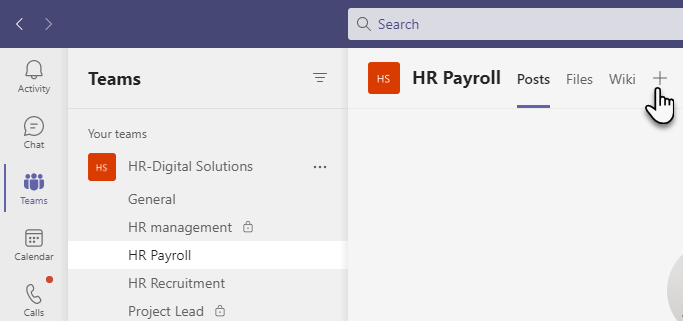 Search
Activity
Chat
Teams
Calendar
Calls
Teams
Your teams
HS HR-Digital Solutions ...
General
HR management
HR Payroll
HR Recruitment
Project Lead
HS HR Payroll Posts Files Wiki +